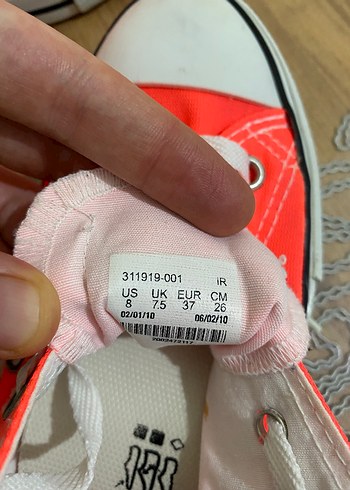 311919-001 IR
US UK EUR CM
8 7.5 37 26
02/01/10 06/02/10